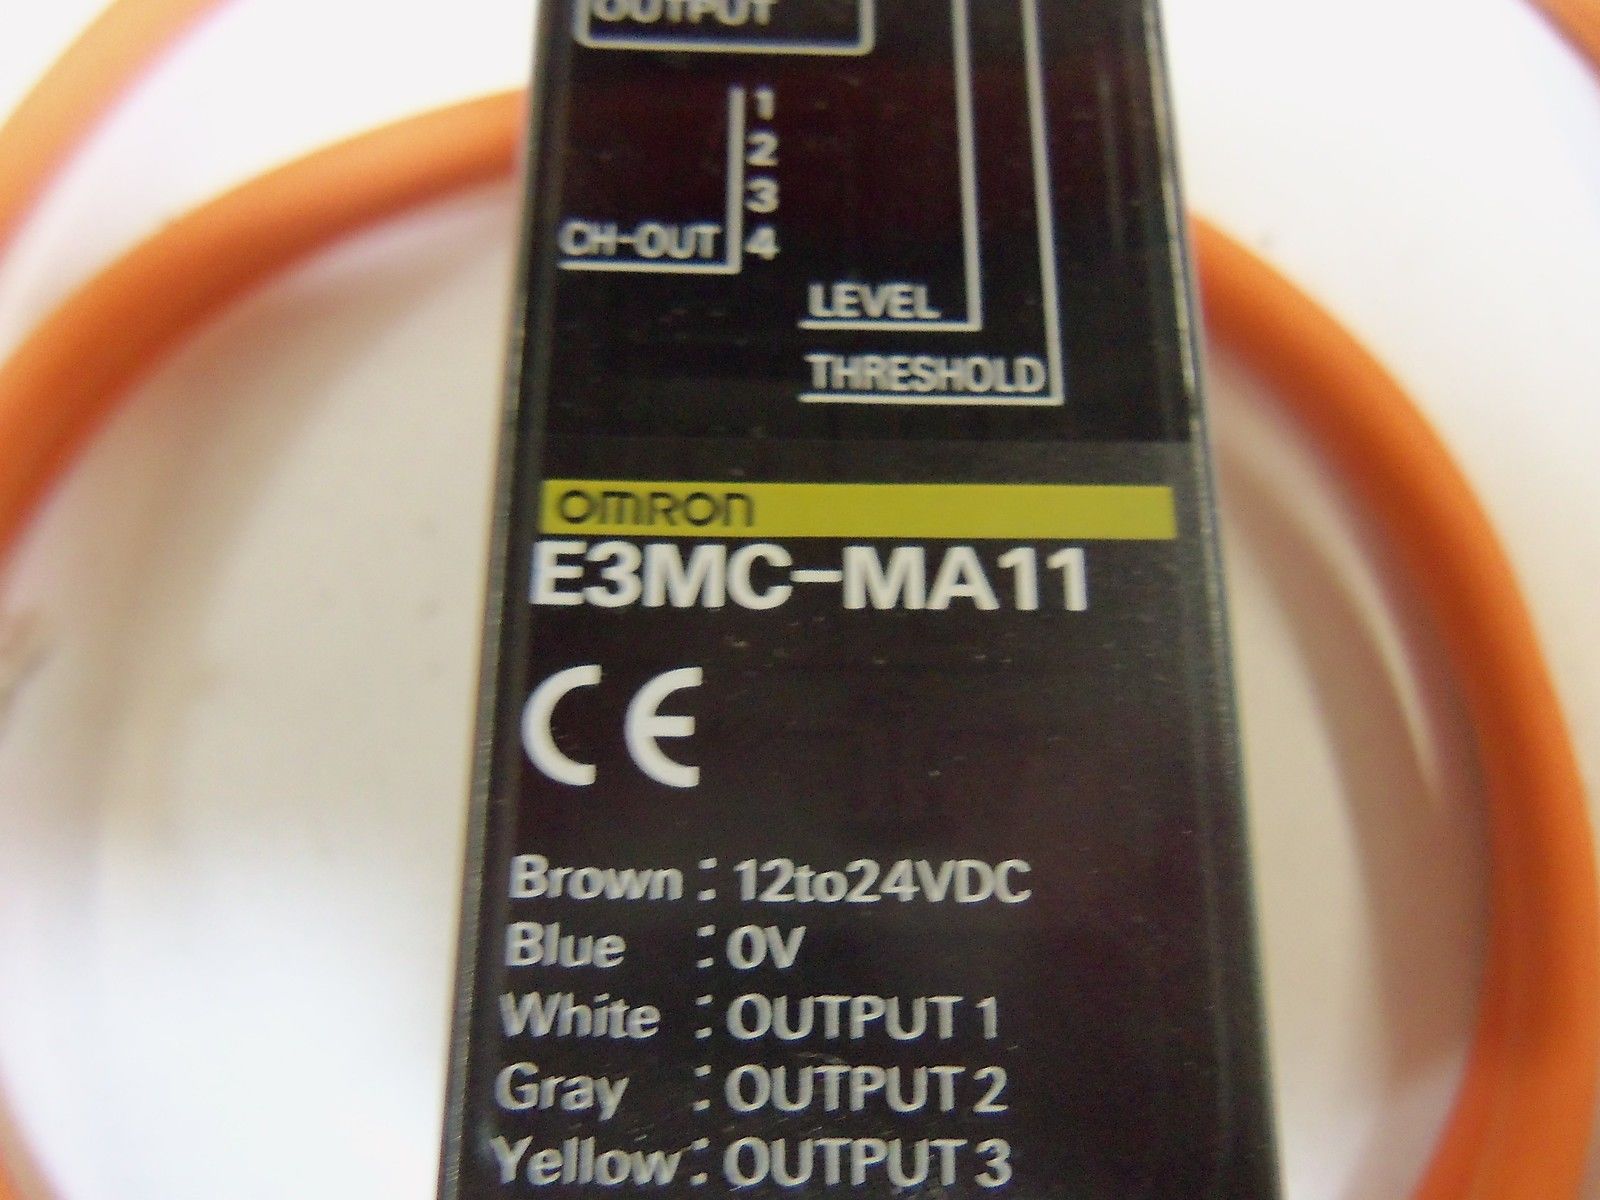 OUTPUT
1
2
3
CH-OUT 4
LEVEL
THRESHOLD
OMRON
E3MC-MA11
CE
Brown : 12to24VDC
Blue : 0V
White : OUTPUT 1
Gray : OUTPUT 2
Yellow : OUTPUT 3